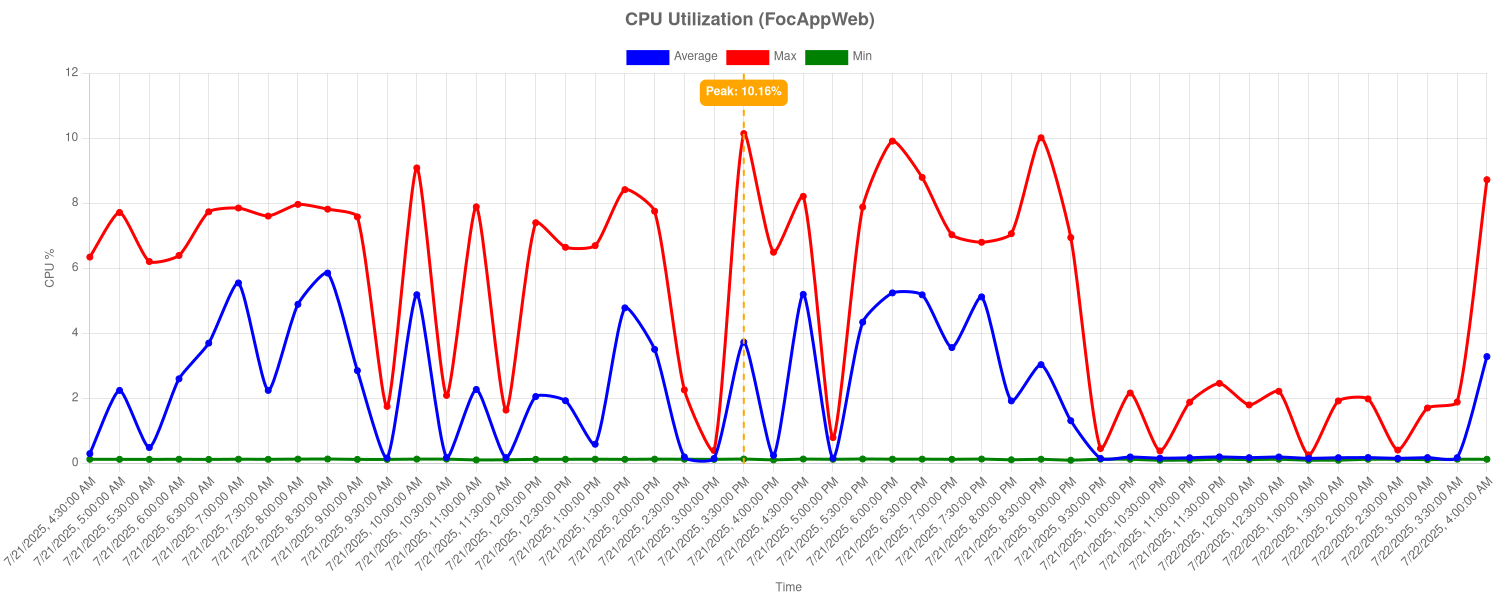 CPU Utilization (FocAppWeb)
Average Max Min
12
Peak: 10.16%
10
8
6
4
2
0
CPU %
7/21/2025, 4:30:00 AM
7/21/2025, 5:00:00 AM
7/21/2025, 5:30:00 AM
7/21/2025, 6:00:00 AM
7/21/2025, 6:30:00 AM
7/21/2025, 7:00:00 AM
7/21/2025, 7:30:00 AM
7/21/2025, 8:00:00 AM
7/21/2025, 8:30:00 AM
7/21/2025, 9:00:00 AM
7/21/2025, 9:30:00 AM
7/21/2025, 10:00:00 AM
7/21/2025, 10:30:00 AM
7/21/2025, 11:00:00 AM
7/21/2025, 11:30:00 AM
7/21/2025, 12:00:00 PM
7/21/2025, 12:30:00 PM
7/21/2025, 1:00:00 PM
7/21/2025, 1:30:00 PM
7/21/2025, 2:00:00 PM
7/21/2025, 2:30:00 PM
7/21/2025, 3:00:00 PM
7/21/2025, 3:30:00 PM
7/21/2025, 4:00:00 PM
7/21/2025, 4:30:00 PM
7/21/2025, 5:00:00 PM
7/21/2025, 5:30:00 PM
7/21/2025, 6:00:00 PM
7/21/2025, 6:30:00 PM
7/21/2025, 7:00:00 PM
7/21/2025, 7:30:00 PM
7/21/2025, 8:00:00 PM
7/21/2025, 8:30:00 PM
7/21/2025, 9:00:00 PM
7/21/2025, 9:30:00 PM
7/21/2025, 10:00:00 PM
7/21/2025, 10:30:00 PM
7/21/2025, 11:00:00 PM
7/21/2025, 11:30:00 PM
7/22/2025, 12:00:00 AM
7/22/2025, 12:30:00 AM
7/22/2025, 1:00:00 AM
7/22/2025, 1:30:00 AM
7/22/2025, 2:00:00 AM
7/22/2025, 2:30:00 AM
7/22/2025, 3:00:00 AM
7/22/2025, 3:30:00 AM
7/22/2025, 4:00:00 AM
Time